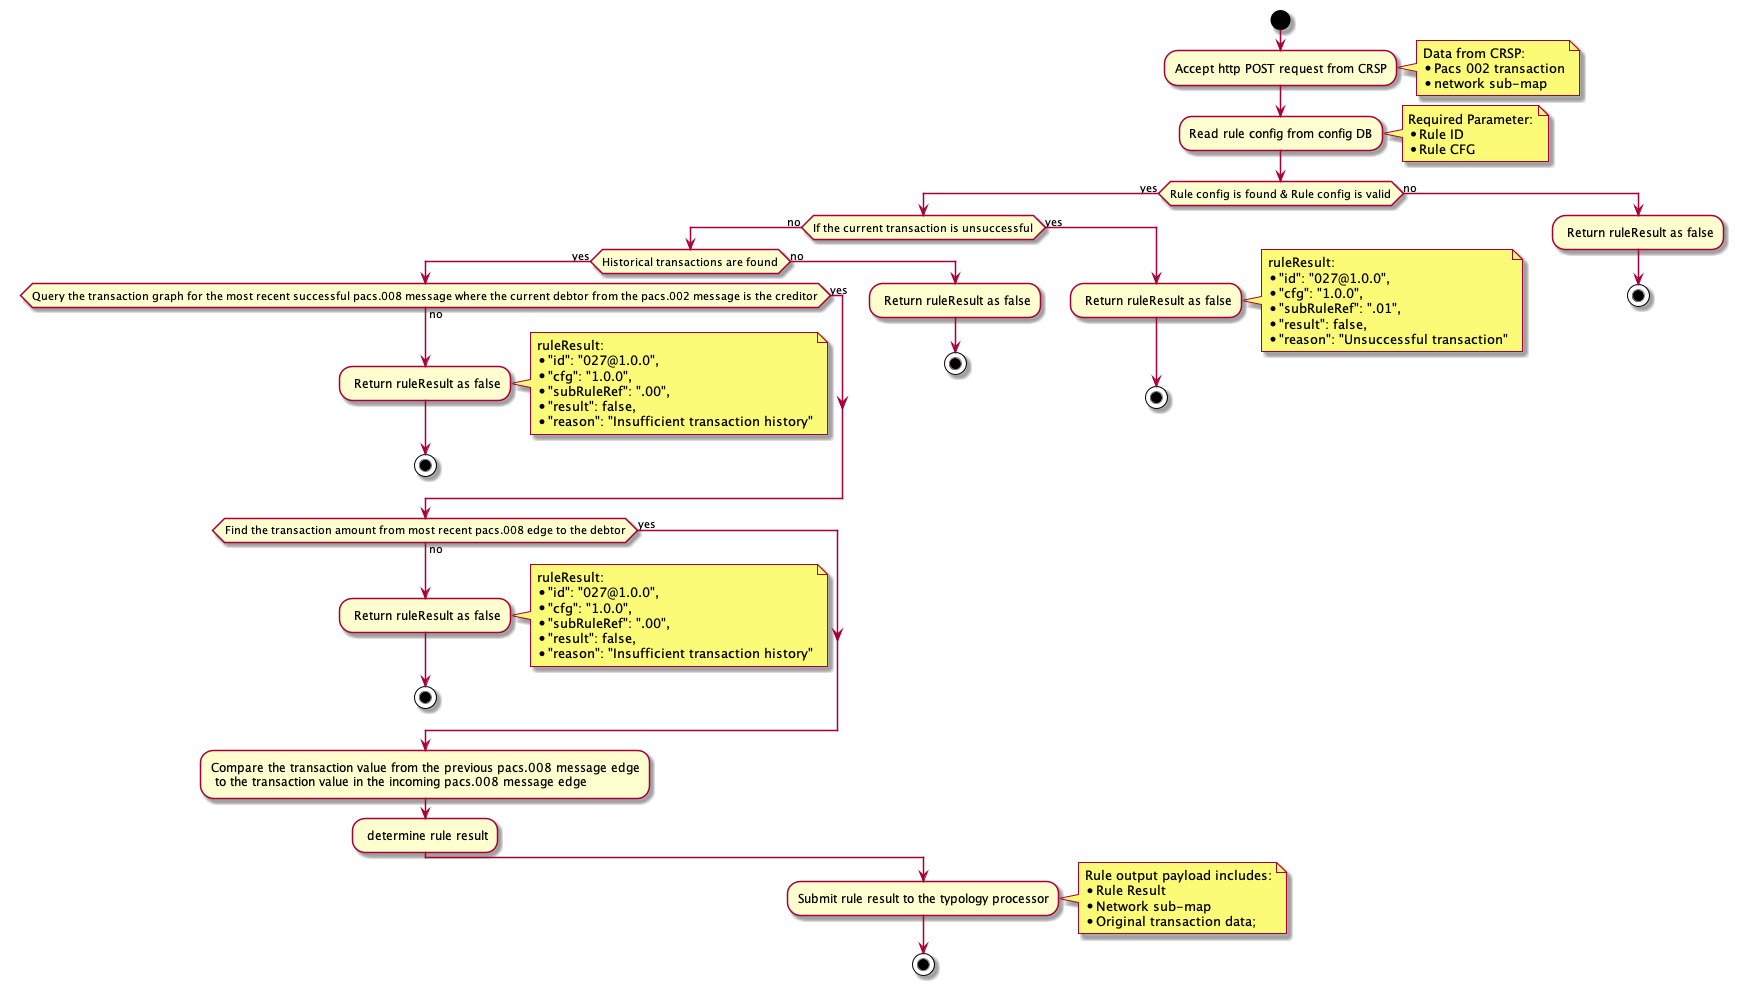 Accept http POST request from CRSP
Data from CRSP:
•Pacs 002 transaction
•network sub-map
Read rule config from config DB
Required Parameter:
•Rule ID
•Rule CFG
yes
Rule config is found & Rule config is valid
no
no
If the current transaction is unsuccessful
yes
Return ruleResult as false
yes
Historical transactions are found
no
Query the transaction graph for the most recent successful pacs.008 message where the current debtor from the pacs.002 message is the creditor
yes
no
Return ruleResult as false
Return ruleResult as false
ruleResult:
•"id": "027@1.0.0",
•"cfg": "1.0.0",
•"subRuleRef": ".01",
•"result": false,
•"reason": "Unsuccessful transaction"
Return ruleResult as false
ruleResult:
•"id": "027@1.0.0",
•"cfg": "1.0.0",
•"subRuleRef": ".00",
•"result": false,
•"reason": "Insufficient transaction history"
Find the transaction amount from most recent pacs.008 edge to the debtor
yes
no
Return ruleResult as false
ruleResult:
•"id": "027@1.0.0",
•"cfg": "1.0.0",
•"subRuleRef": ".00",
•"result": false,
•"reason": "Insufficient transaction history"
Compare the transaction value from the previous pacs.008 message edge
to the transaction value in the incoming pacs.008 message edge
determine rule result
Submit rule result to the typology processor
Rule output payload includes:
•Rule Result
•Network sub-map
•Original transaction data;